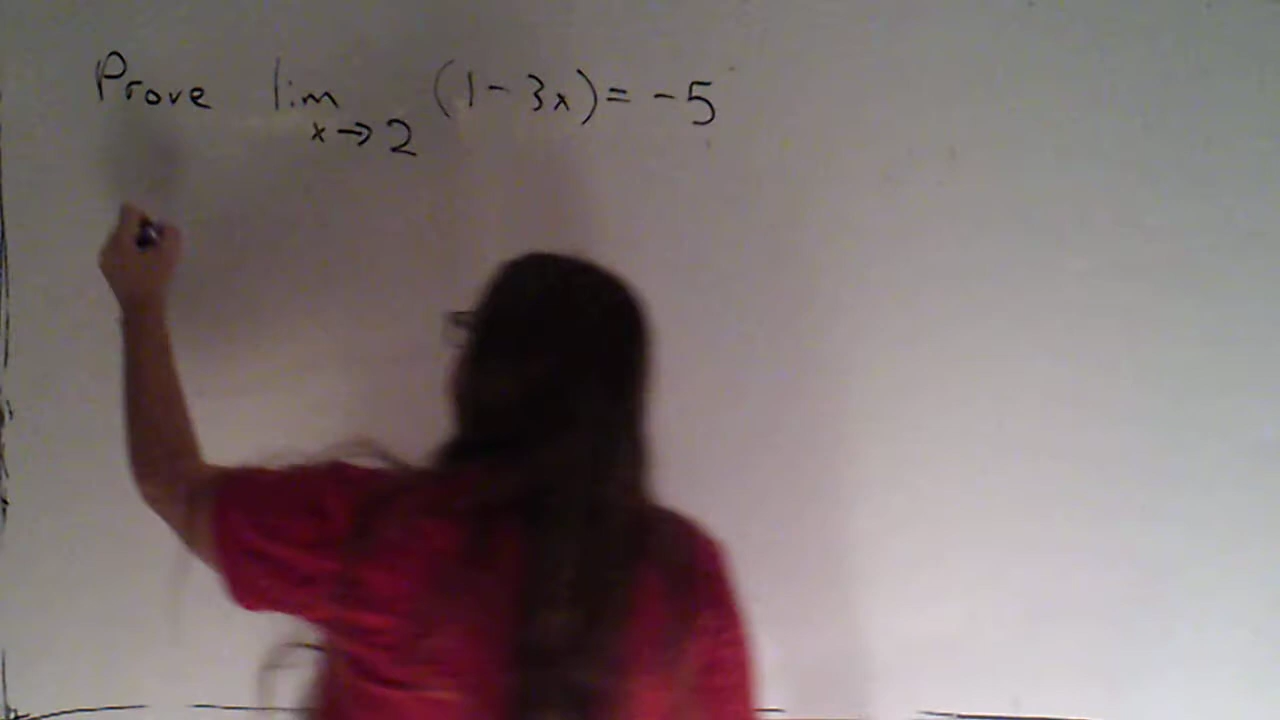 Prove lim (1-3x) = -5
x→2